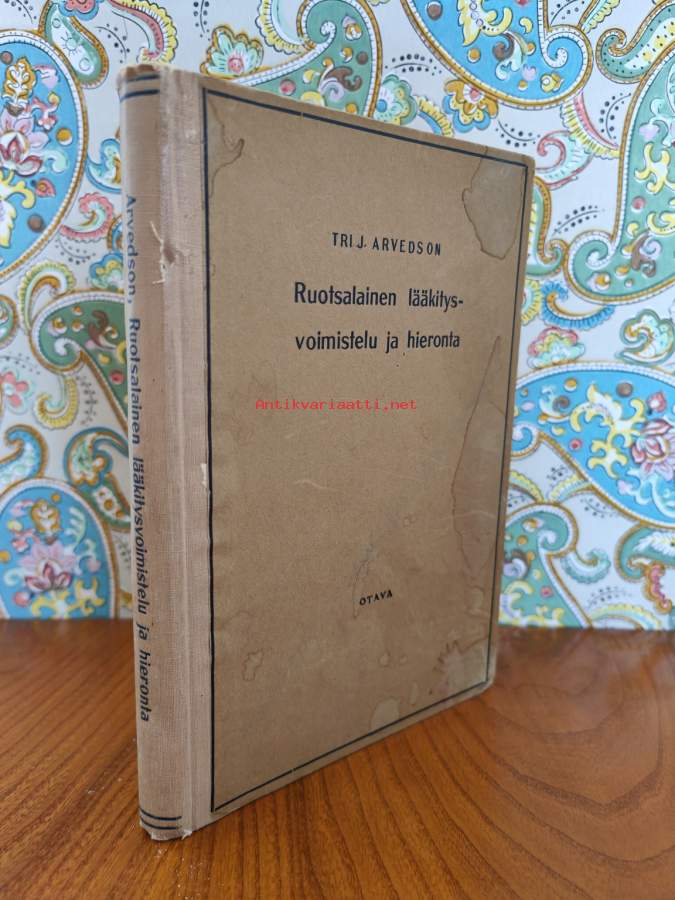 TRI J. ARVEDSON
Ruotsalainen lääkitys-
voimistelu ja hieronta
Antikvariaatti.net
OTAVA
Arvedson, Ruotsalainen lääkitysvoimistelu ja hieronta